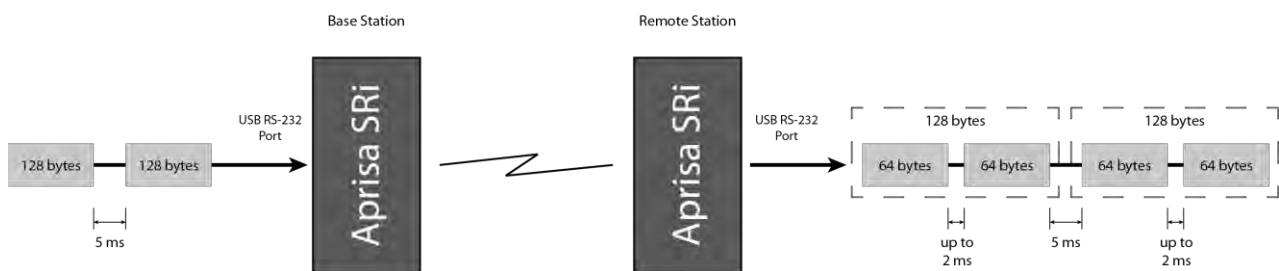 Base Station
Remote Station
USB RS-232
Port
128 bytes
128 bytes
5 ms
Aprisa SRi
Aprisa SRi
USB RS-232
Port
128 bytes
128 bytes
64 bytes
64 bytes
64 bytes
64 bytes
up to
2 ms
5 ms
up to
2 ms